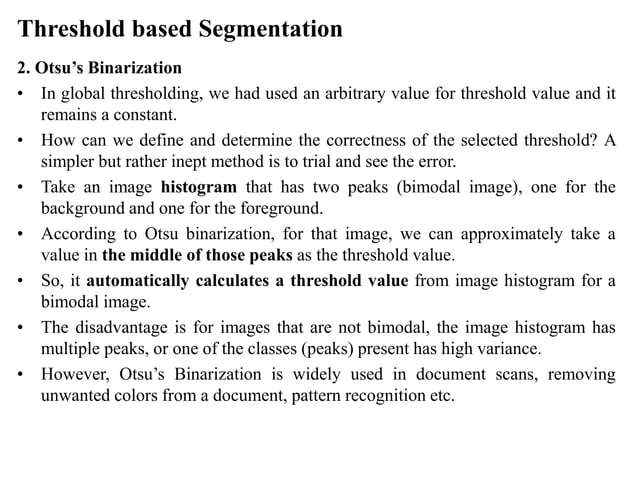 Threshold based Segmentation
2. Otsu’s Binarization
• In global thresholding, we had used an arbitrary value for threshold value and it
remains a constant.
• How can we define and determine the correctness of the selected threshold? A
simpler but rather inept method is to trial and see the error.
• Take an image histogram that has two peaks (bimodal image), one for the
background and one for the foreground.
• According to Otsu binarization, for that image, we can approximately take a
value in the middle of those peaks as the threshold value.
• So, it automatically calculates a threshold value from image histogram for a
bimodal image.
• The disadvantage is for images that are not bimodal, the image histogram has
multiple peaks, or one of the classes (peaks) present has high variance.
• However, Otsu’s Binarization is widely used in document scans, removing
unwanted colors from a document, pattern recognition etc.